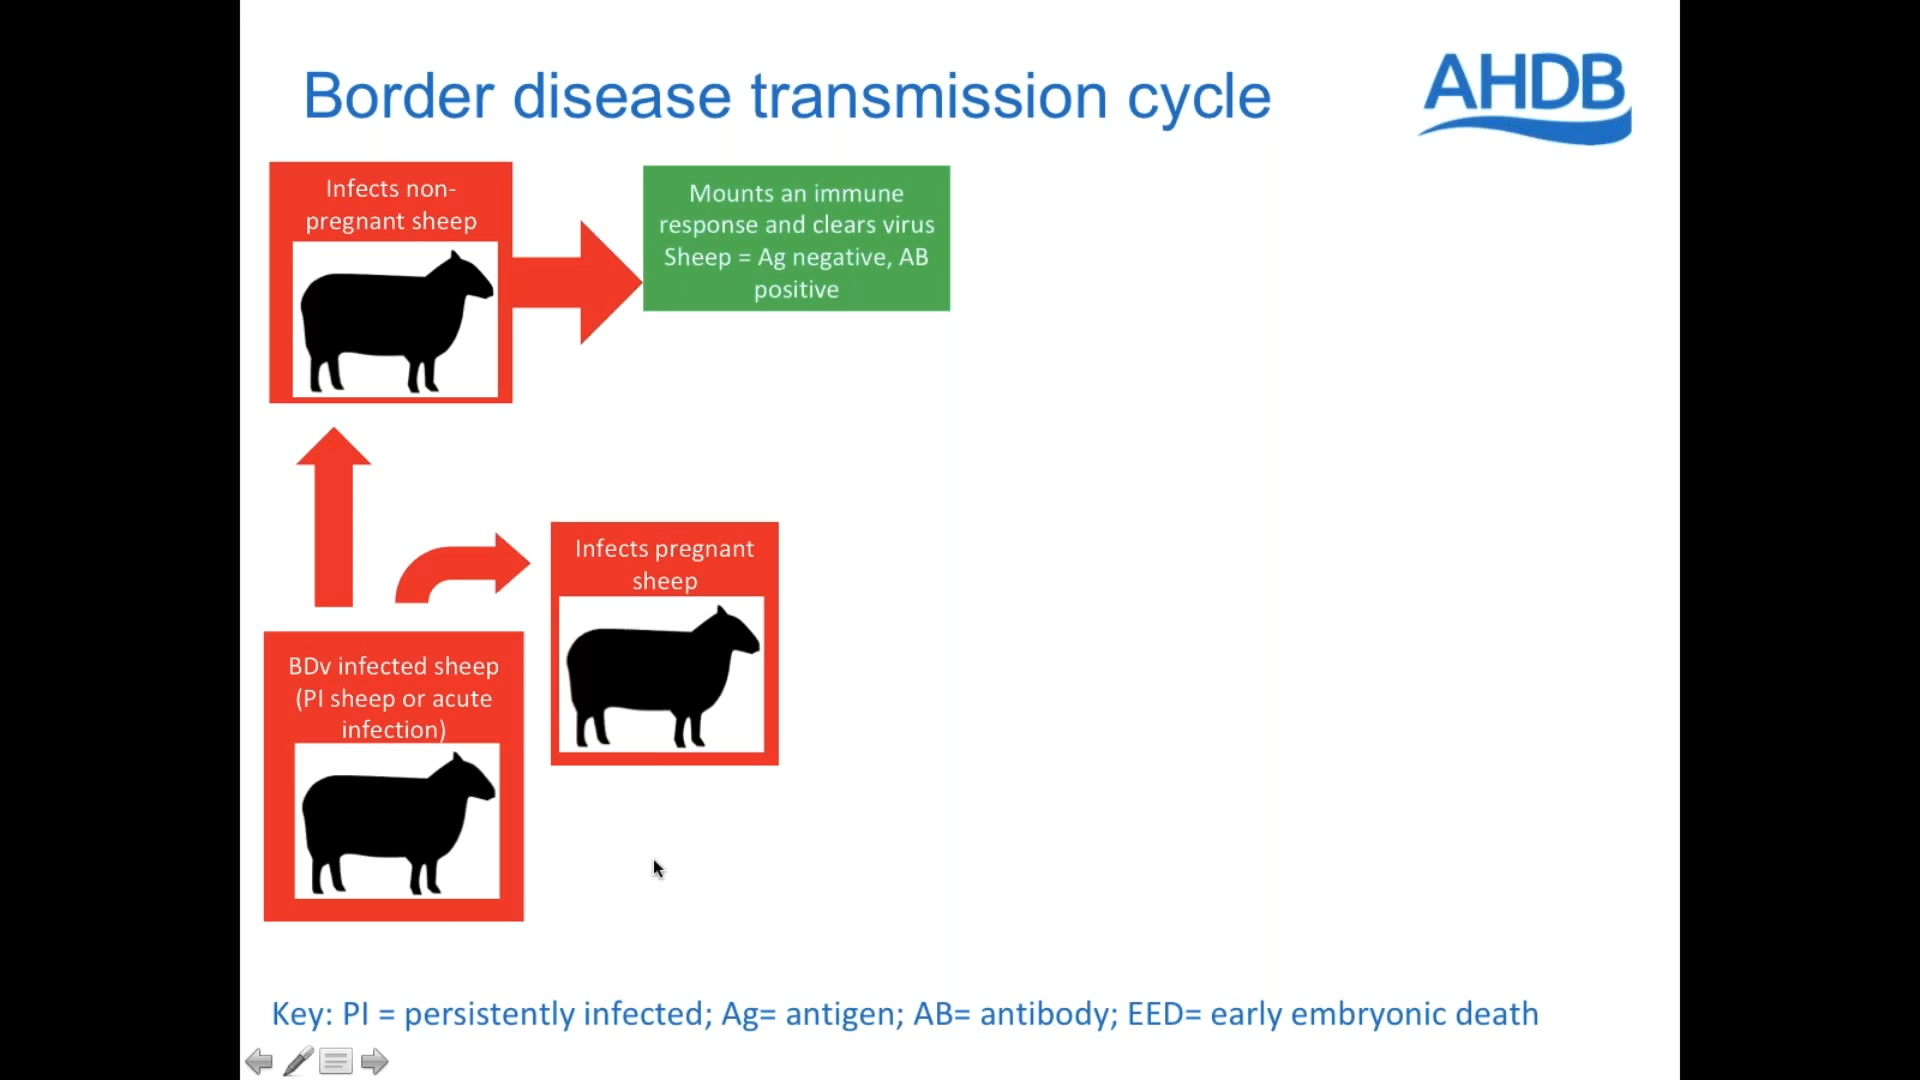 Border disease transmission cycle
AHDB
Infects non-
pregnant sheep
Mounts an immune
response and clears virus
Sheep = Ag negative, AB
positive
Infects pregnant
sheep
BDv infected sheep
(PI sheep or acute
infection)
Key: PI = persistently infected; Ag= antigen; AB= antibody; EED= early embryonic death